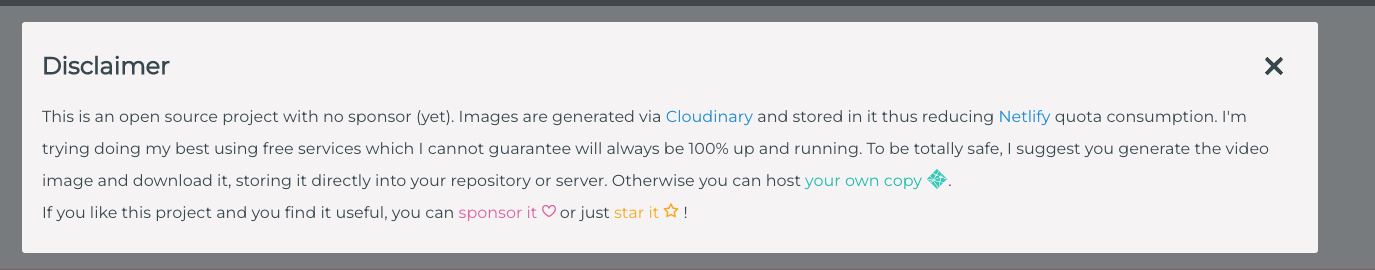 Disclaimer
This is an open source project with no sponsor (yet). Images are generated via Cloudinary and stored in it thus reducing Netlify quota consumption. I'm
trying doing my best using free services which I cannot guarantee will always be 100% up and running. To be totally safe, I suggest you generate the video
image and download it, storing it directly into your repository or server. Otherwise you can host your own copy .
If you like this project and you find it useful, you can sponsor it or just star it !